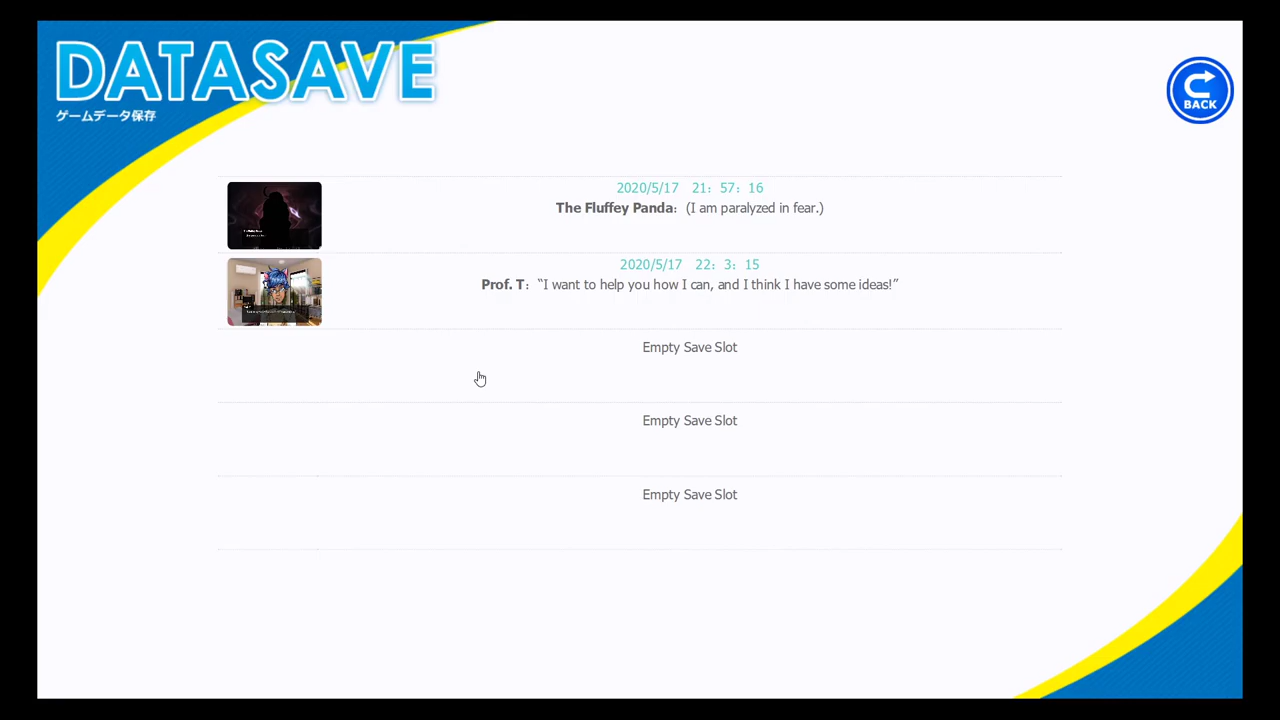 DATASAVE
ゲームデータ保存
BACK
2020/5/17 21: 57: 16
The Fluffey Panda: (I am paralyzed in fear.)
2020/5/17 22: 3: 15
Prof. T: “I want to help you how I can, and I think I have some ideas!”
Empty Save Slot
Empty Save Slot
Empty Save Slot